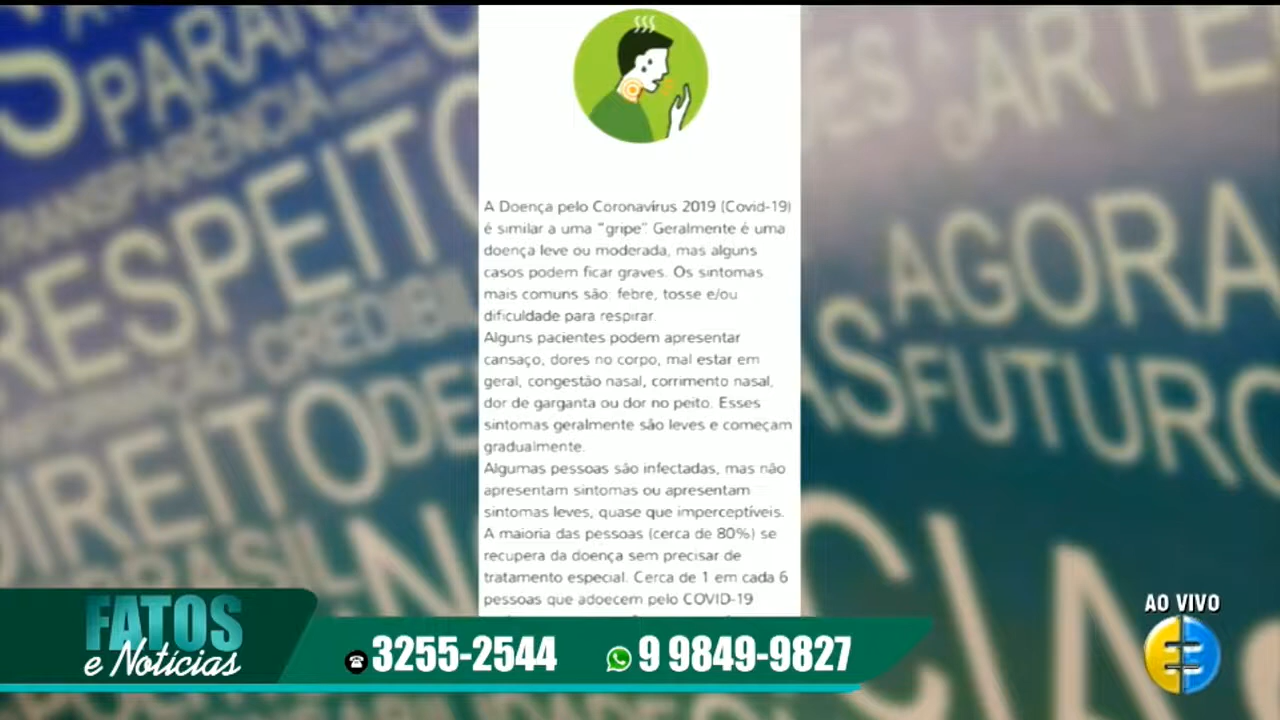 PARAN
TRANSPARÊNCIA
RESPEITO
CREDIBIL
DIREITO
DE
BRASIL
ARTE
AGORA
FUTURO
A Doença pelo Coronavírus 2019 (Covid-19)
é similar a uma "gripe". Geralmente é uma
doença leve ou moderada, mas alguns
casos podem ficar graves. Os sintomas
mais comuns são: febre, tosse e/ou
dificuldade para respirar.
Alguns pacientes podem apresentar
cansaço, dores no corpo, mal estar em
geral, congestão nasal, corrimento nasal,
dor de garganta ou dor no peito. Esses
sintomas geralmente são leves e começam
gradualmente.
Algumas pessoas são infectadas, mas não
apresentam sintomas ou apresentam
sintomas leves, quase que imperceptíveis.
A maioria das pessoas (cerca de 80%) se
recupera da doença sem precisar de
tratamento especial. Cerca de 1 em cada 6
pessoas que adoecem pelo COVID-19
FATOS
e Notícias
3255-2544
9 9849-9827
AO VIVO